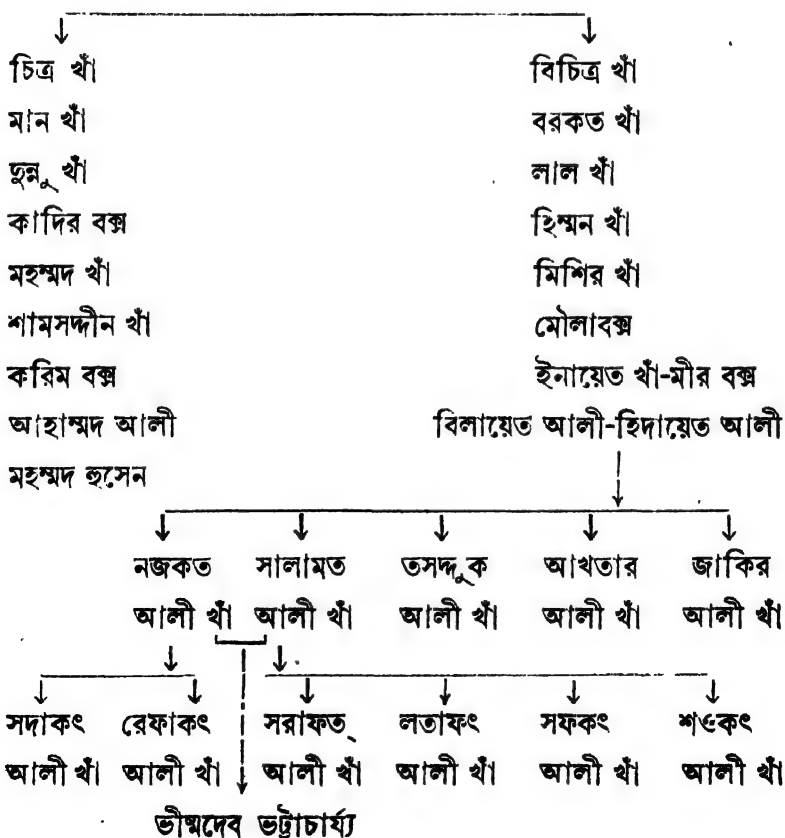 চিত্র খাঁ
মান খাঁ
দুন্নু খাঁ
কাদির বক্স
মহম্মদ খাঁ
শামসদ্দীন খাঁ
করিম বক্স
আহাম্মদ আলী
মহম্মদ হুসেন
বিচিত্র খাঁ
বরকত খাঁ
লাল খাঁ
হিম্মন খাঁ
মিশির খাঁ
মৌলাবক্স
ইনায়েত খাঁ-মীর বক্স
বিলায়েত আলী-হিদায়েত আলী
নজকত সালামত তসদ্দুক আখতার জাকির
আলী খাঁ আলী খাঁ আলী খাঁ আলী খাঁ আলী খাঁ
সদাকৎ রেফাকৎ সরাফত্ লতাফৎ সফকৎ শওকৎ
আলী খাঁ আলী খাঁ আলী খাঁ আলী খাঁ আলী খাঁ আলী খাঁ
ভীষ্মদেব ভট্টাচার্য্য